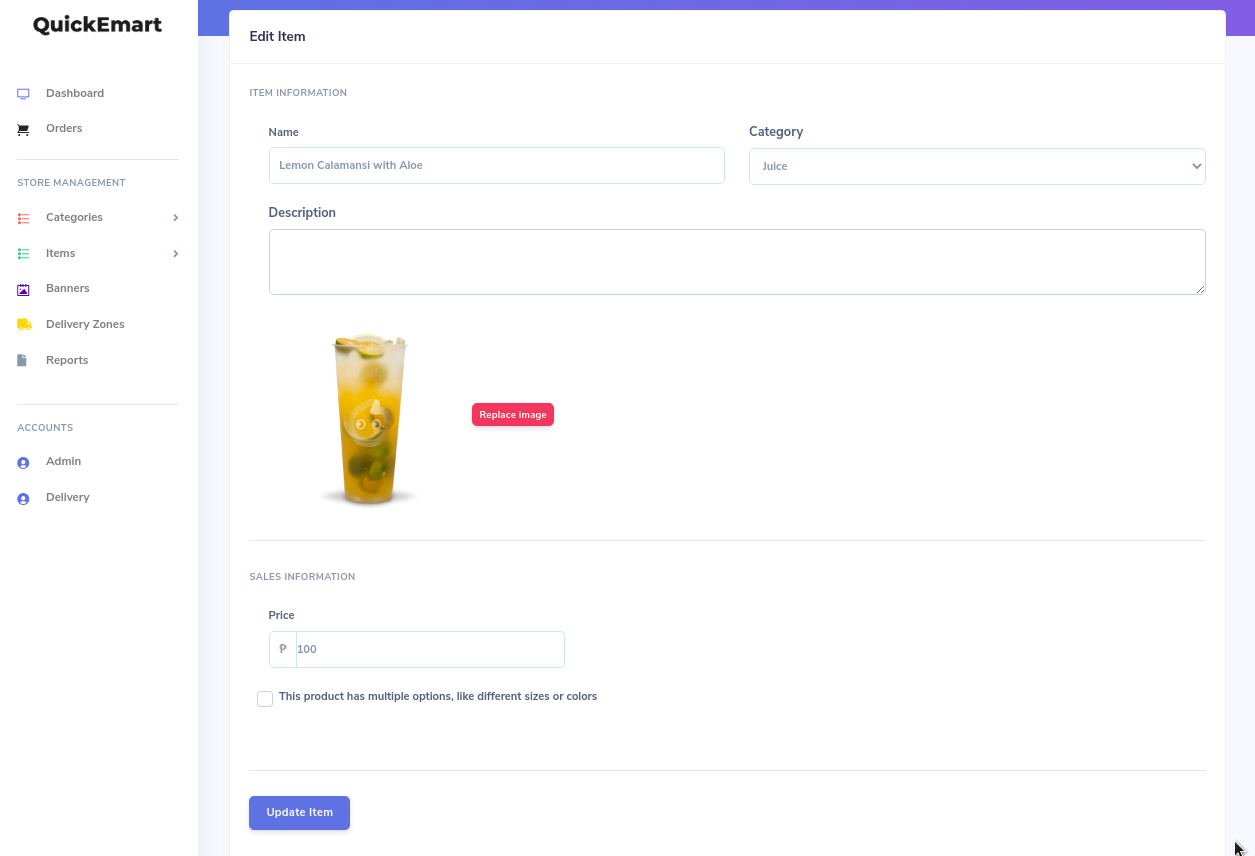 QuickEmart
Dashboard
Orders
STORE MANAGEMENT
Categories
Items
Banners
Delivery Zones
Reports
ACCOUNTS
Admin
Delivery
Edit Item
ITEM INFORMATION
Name
Lemon Calamansi with Aloe
Category
Juice
Description
Replace image
SALES INFORMATION
Price
₱ 100
This product has multiple options, like different sizes or colors
Update Item